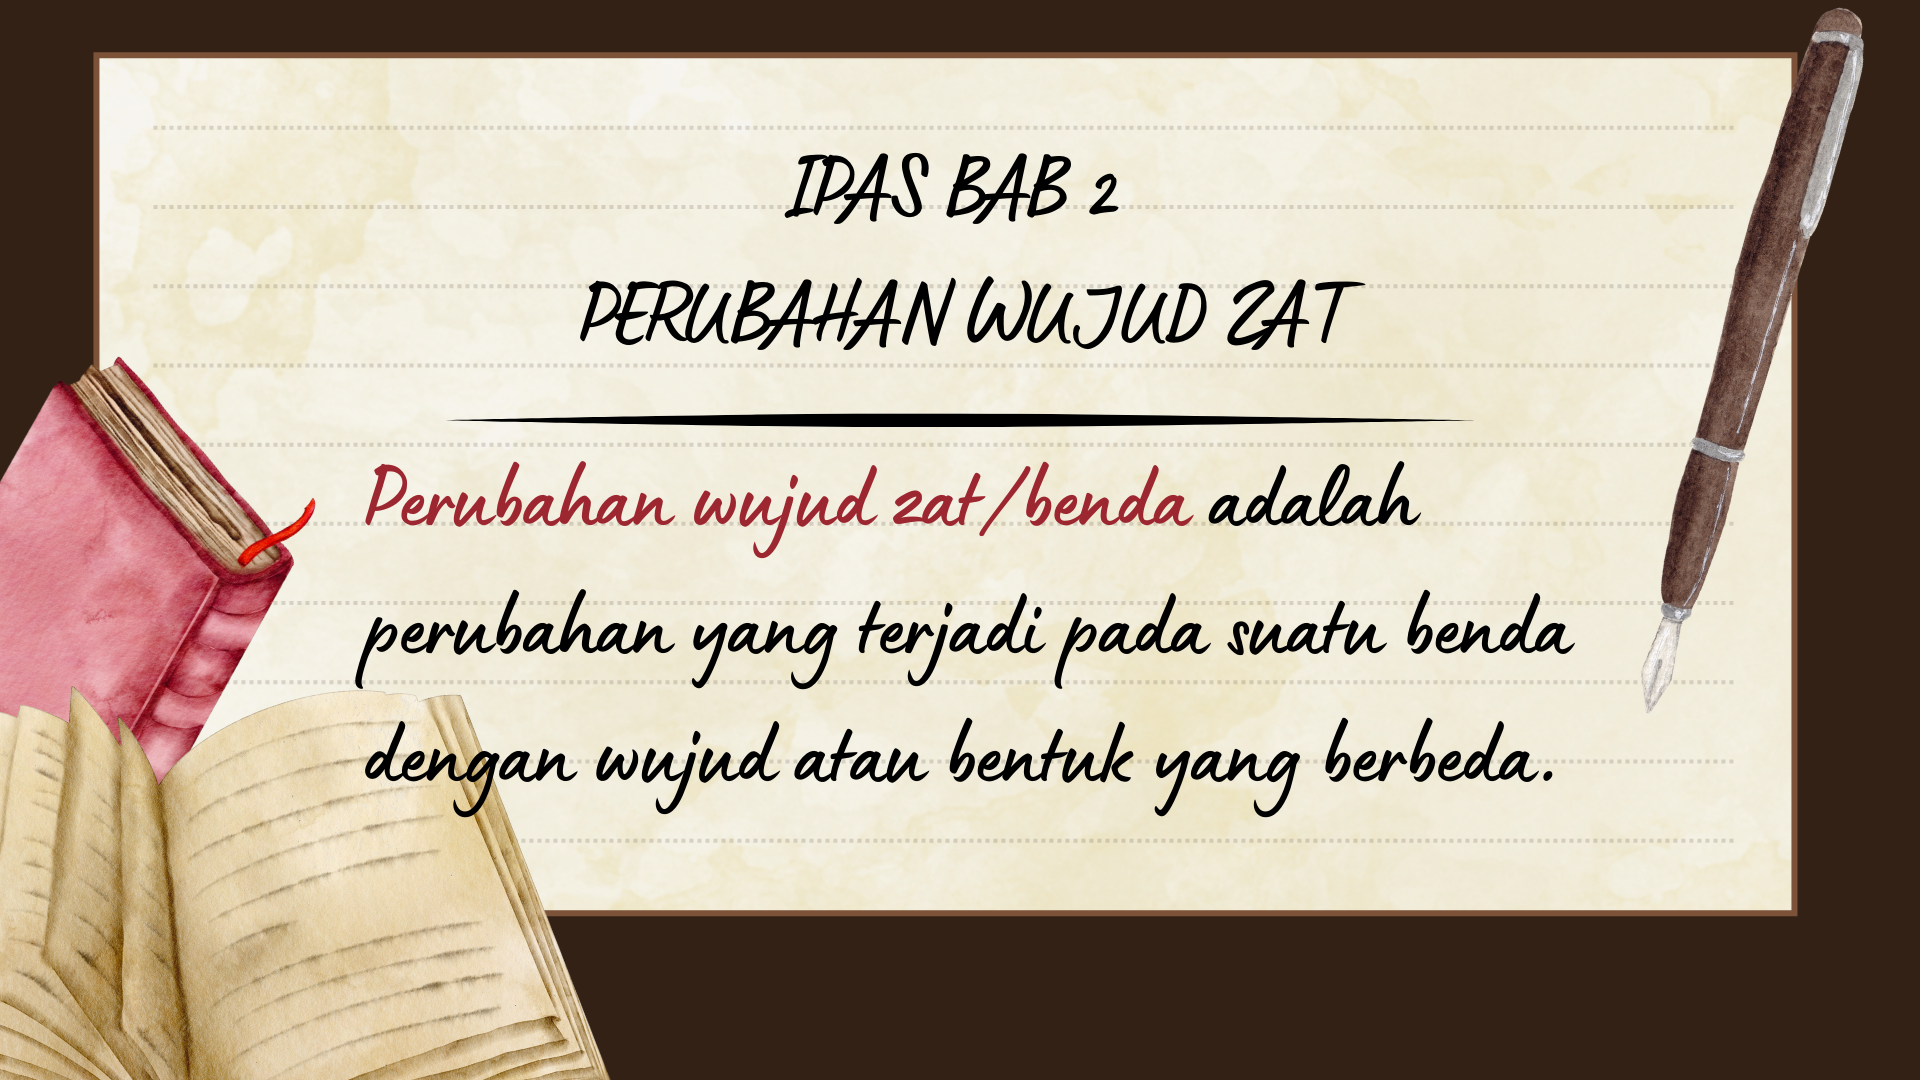 IPAS BAB 2
PERUBAHAN WUJUD ZAT
Perubahan wujud zat/benda adalah
perubahan yang terjadi pada suatu benda
dengan wujud atau bentuk yang berbeda.